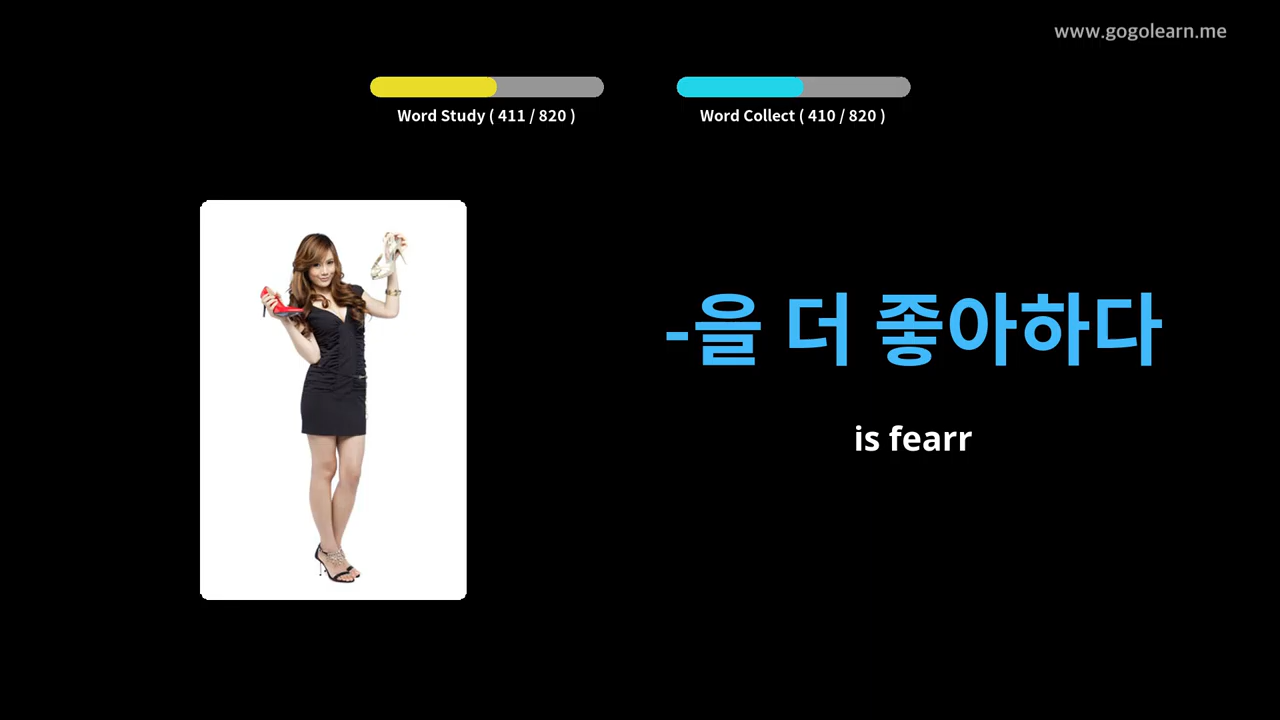 www.gogolearn.me
Word Study ( 411 / 820 )
Word Collect ( 410 / 820 )
-을 더 좋아하다
is fearr